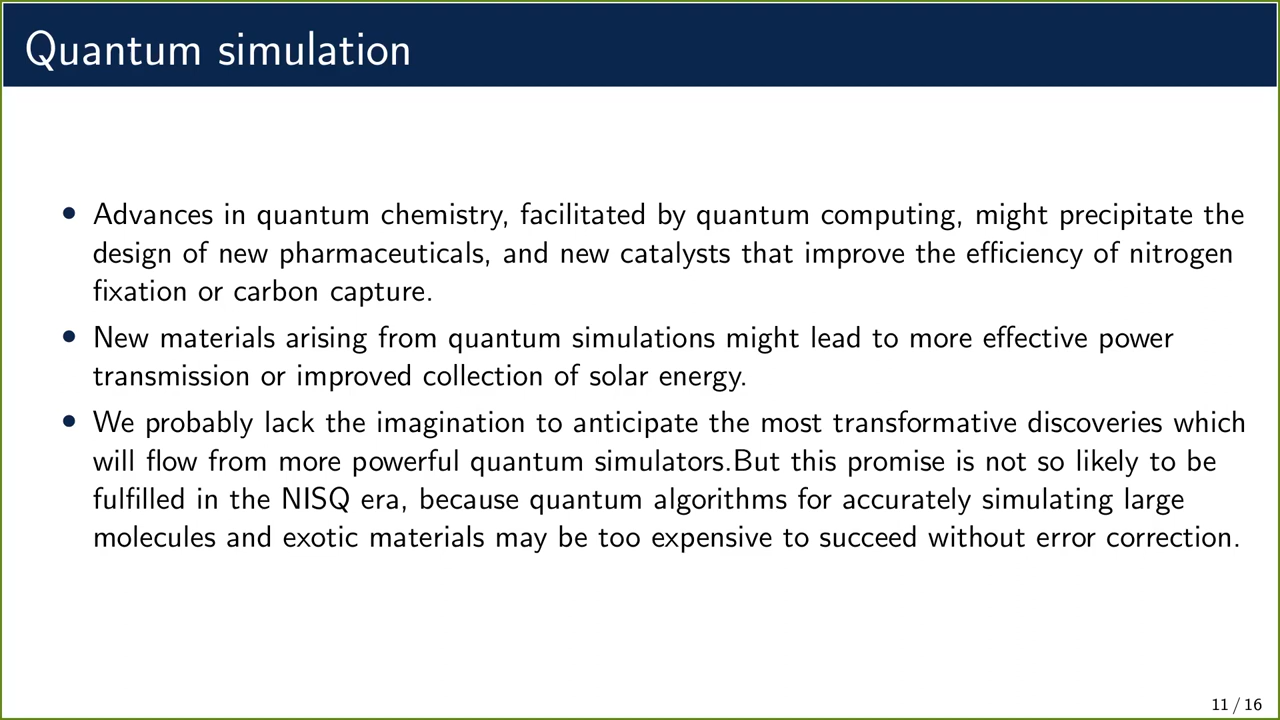 Quantum simulation
• Advances in quantum chemistry, facilitated by quantum computing, might precipitate the
design of new pharmaceuticals, and new catalysts that improve the efficiency of nitrogen
fixation or carbon capture.
• New materials arising from quantum simulations might lead to more effective power
transmission or improved collection of solar energy.
• We probably lack the imagination to anticipate the most transformative discoveries which
will flow from more powerful quantum simulators.But this promise is not so likely to be
fulfilled in the NISQ era, because quantum algorithms for accurately simulating large
molecules and exotic materials may be too expensive to succeed without error correction.
11 / 16